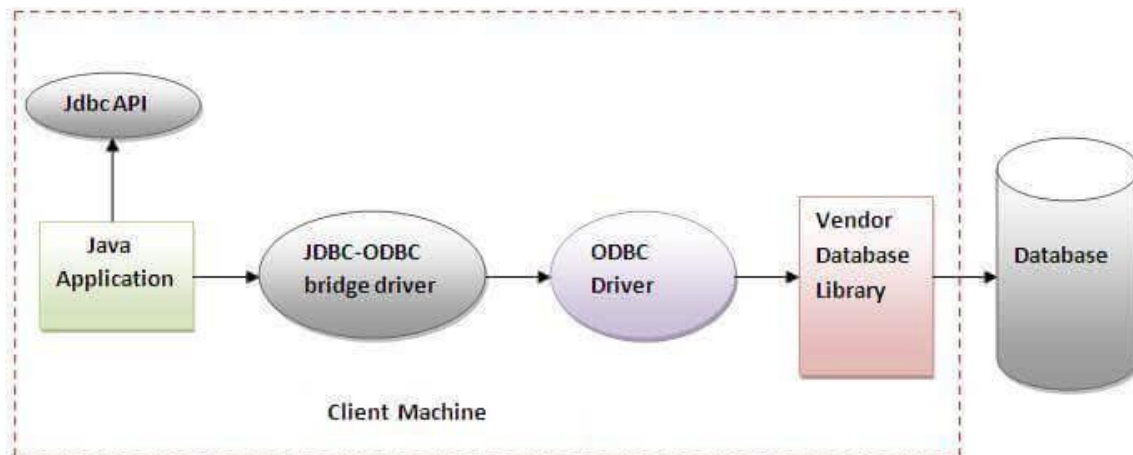 Jdbc API
Java
Application
JDBC-ODBC
bridge driver
ODBC
Driver
Vendor
Database
Library
Database
Client Machine